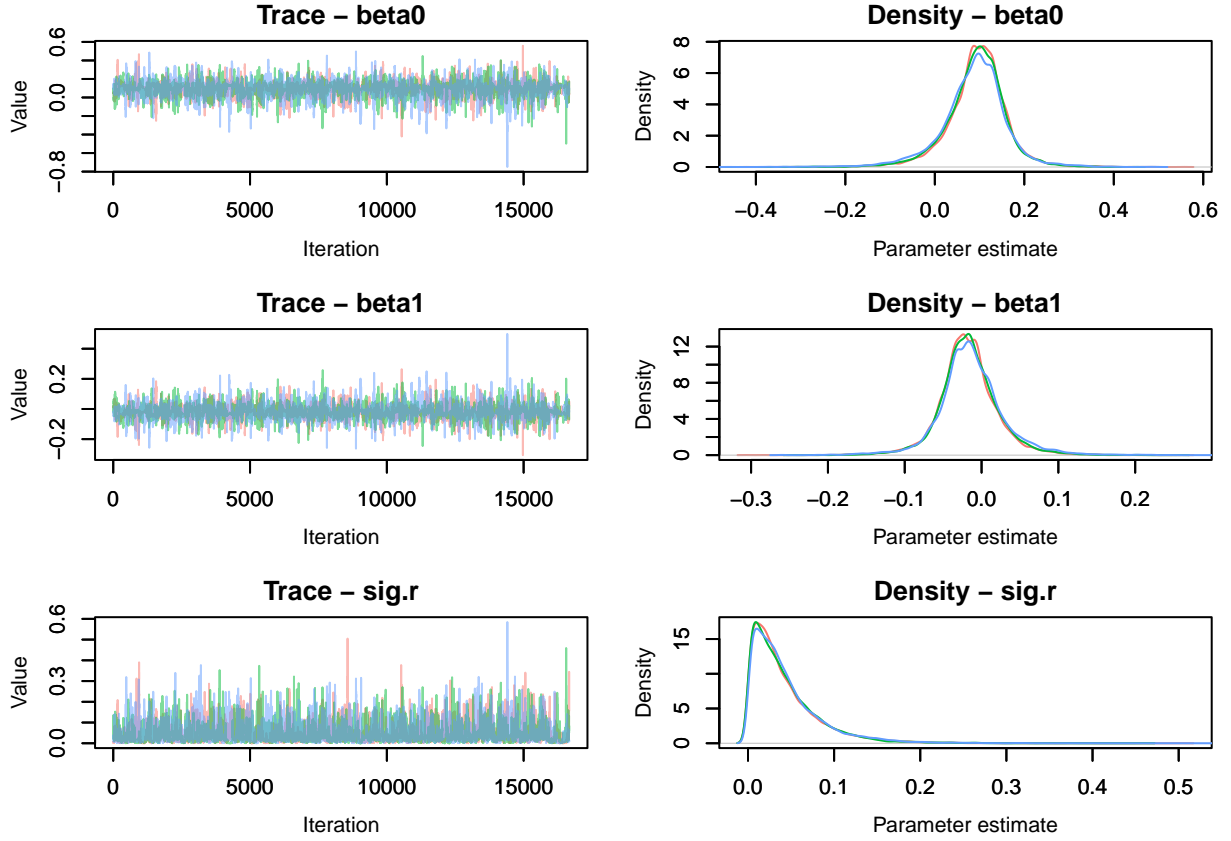 Trace – beta0
Value
−0.8 0.0 0.6
0 5000 10000 15000
Iteration
Density – beta0
Density
0 2 4 6 8
−0.4 −0.2 0.0 0.2 0.4 0.6
Parameter estimate
Trace – beta1
Value
−0.2 0.2
0 5000 10000 15000
Iteration
Density – beta1
Density
0 4 8 12
−0.3 −0.2 −0.1 0.0 0.1 0.2
Parameter estimate
Trace – sig.r
Value
0.0 0.3 0.6
0 5000 10000 15000
Iteration
Density – sig.r
Density
0 5 15
0.0 0.1 0.2 0.3 0.4 0.5
Parameter estimate